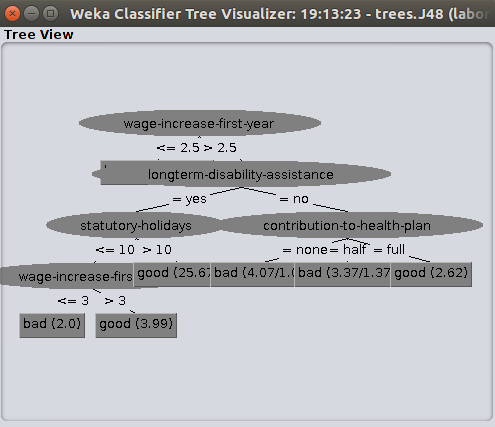 Weka Classifier Tree Visualizer: 19:13:23 - trees.J48 (labor
Tree View
wage-increase-first-year
<= 2.5 > 2.5
longterm-disability-assistance
= yes = no
statutory-holidays contribution-to-health-plan
<= 10 > 10 = none = half = full
wage-increase-firs good (25.67 bad (4.07/1.0 bad (3.37/1.37 good (2.62)
<= 3 > 3
bad (2.0) good (3.99)